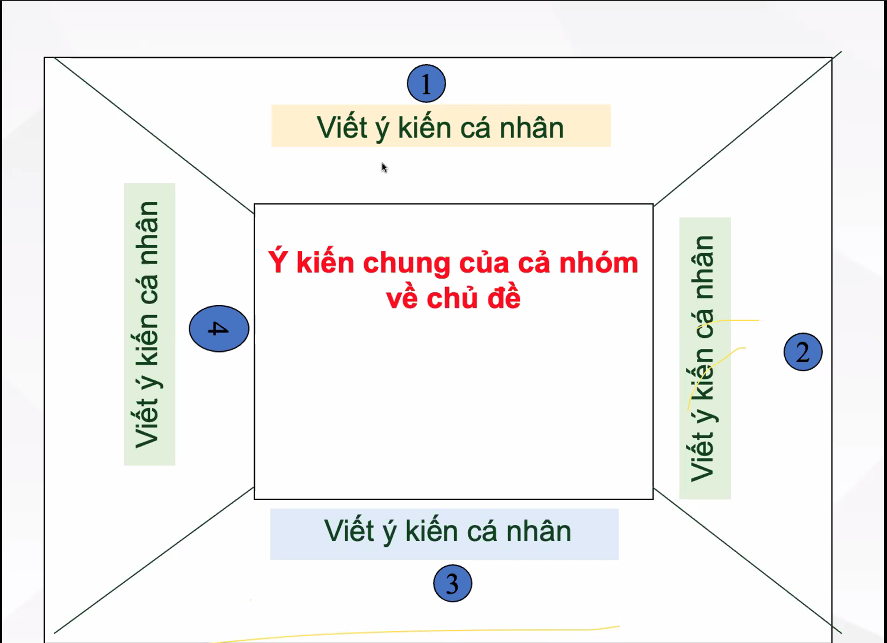 1
Viết ý kiến cá nhân
Viết ý kiến cá nhân
4
Ý kiến chung của cả nhóm
về chủ đề
Viết ý kiến cá nhân
2
Viết ý kiến cá nhân
3